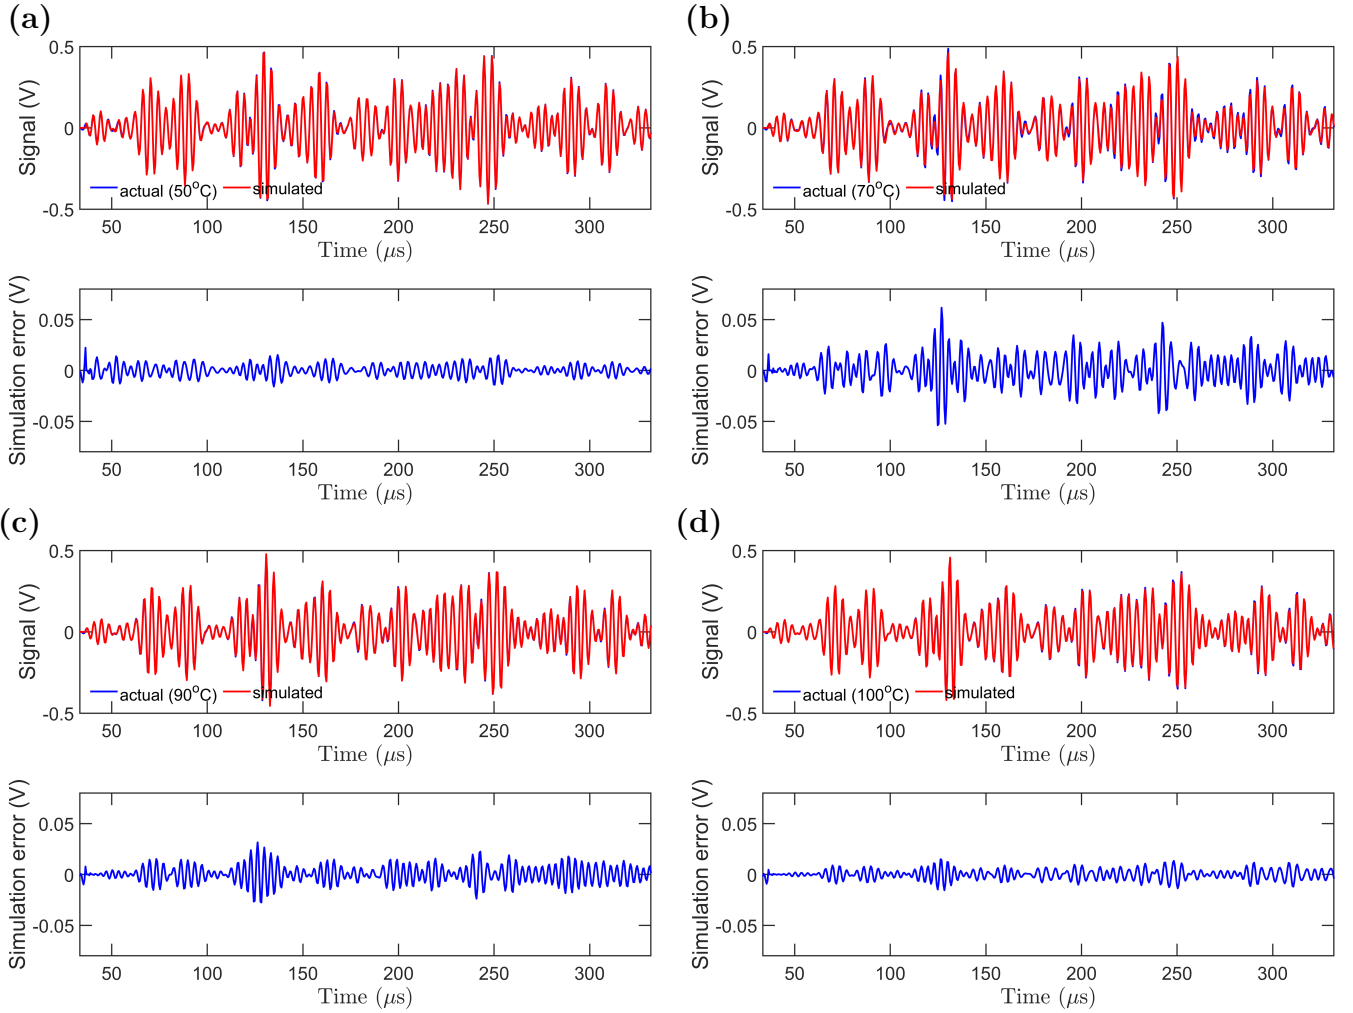 (a)
0.5
0
-0.5
Signal (V)
actual (50°C) simulated
50 100 150 200 250 300
Time (μs)
0.05
0
-0.05
Simulation error (V)
50 100 150 200 250 300
Time (μs)
(b)
0.5
0
-0.5
Signal (V)
actual (70°C) simulated
50 100 150 200 250 300
Time (μs)
0.05
0
-0.05
Simulation error (V)
50 100 150 200 250 300
Time (μs)
(c)
0.5
0
-0.5
Signal (V)
actual (90°C) simulated
50 100 150 200 250 300
Time (μs)
0.05
0
-0.05
Simulation error (V)
50 100 150 200 250 300
Time (μs)
(d)
0.5
0
-0.5
Signal (V)
actual (100°C) simulated
50 100 150 200 250 300
Time (μs)
0.05
0
-0.05
Simulation error (V)
50 100 150 200 250 300
Time (μs)